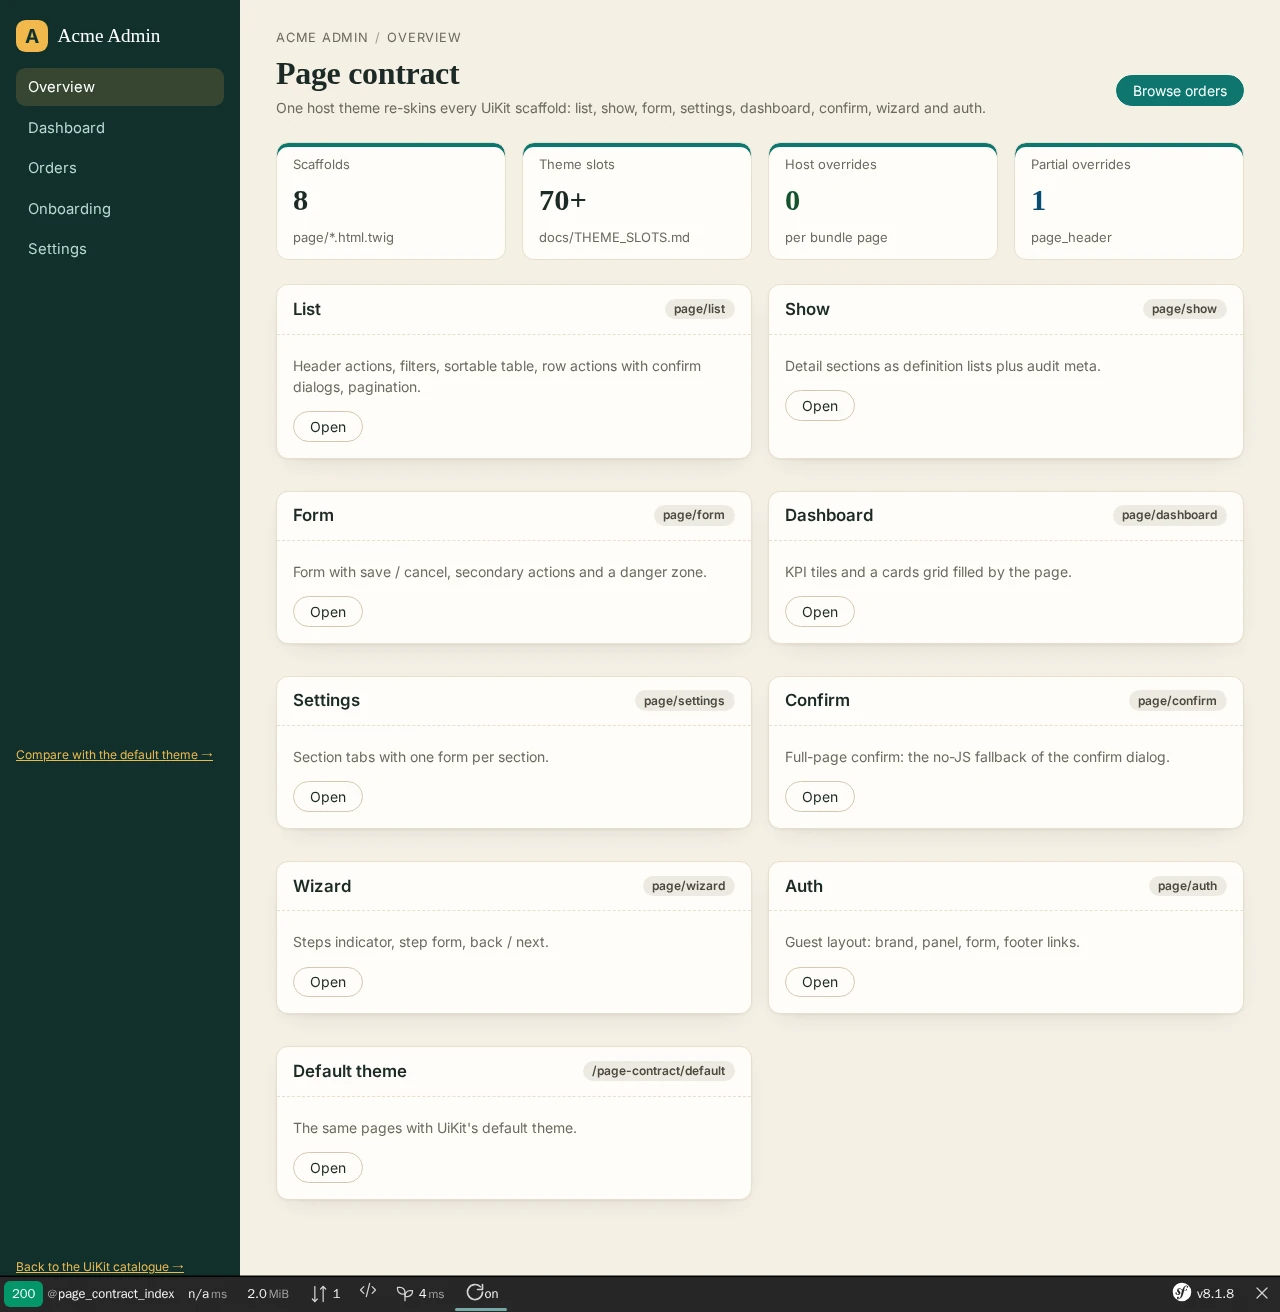 A Acme Admin
Overview
Dashboard
Orders
Onboarding
Settings
Compare with the default theme →
Back to the UiKit catalogue →
ACME ADMIN / OVERVIEW
Page contract
One host theme re-skins every UiKit scaffold: list, show, form, settings, dashboard, confirm, wizard and auth.
Browse orders
Scaffolds
8
page/*.html.twig
Theme slots
70+
docs/THEME_SLOTS.md
Host overrides
0
per bundle page
Partial overrides
1
page_header
List page/list
Header actions, filters, sortable table, row actions with confirm
dialogs, pagination.
Open
Show page/show
Detail sections as definition lists plus audit meta.
Open
Form page/form
Form with save / cancel, secondary actions and a danger zone.
Open
Dashboard page/dashboard
KPI tiles and a cards grid filled by the page.
Open
Settings page/settings
Section tabs with one form per section.
Open
Confirm page/confirm
Full-page confirm: the no-JS fallback of the confirm dialog.
Open
Wizard page/wizard
Steps indicator, step form, back / next.
Open
Auth page/auth
Guest layout: brand, panel, form, footer links.
Open
Default theme /page-contract/default
The same pages with UiKit's default theme.
Open
200 @page_contract_index n/a ms 2.0 MiB 1 4 ms on sf v8.1.8